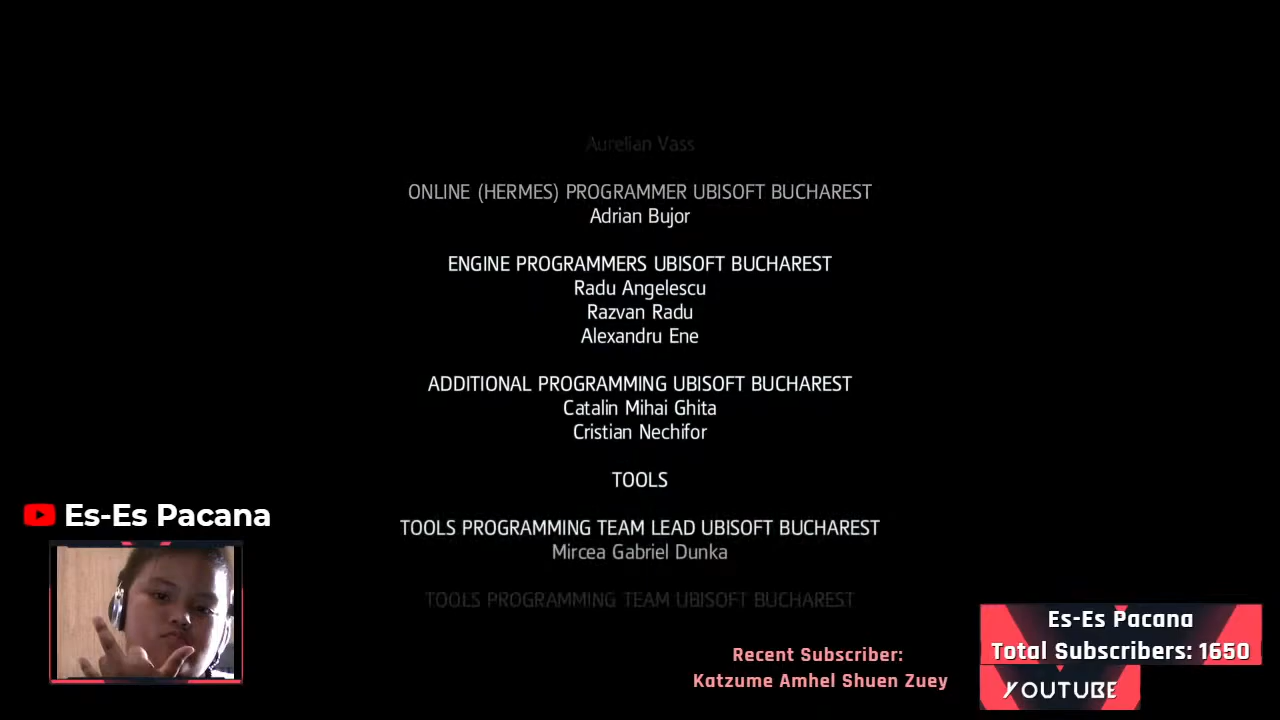 Aurelian Vass
ONLINE (HERMES) PROGRAMMER UBISOFT BUCHAREST
Adrian Bujor
ENGINE PROGRAMMERS UBISOFT BUCHAREST
Radu Angelescu
Razvan Radu
Alexandru Ene
ADDITIONAL PROGRAMMING UBISOFT BUCHAREST
Catalin Mihai Ghita
Cristian Nechifor
TOOLS
TOOLS PROGRAMMING TEAM LEAD UBISOFT BUCHAREST
Mircea Gabriel Dunka
TOOLS PROGRAMMING TEAM UBISOFT BUCHAREST
Es-Es Pacana
Recent Subscriber:
Katzume Amhel Shuen Zuey
Es-Es Pacana
Total Subscribers: 1650
YOUTUBE